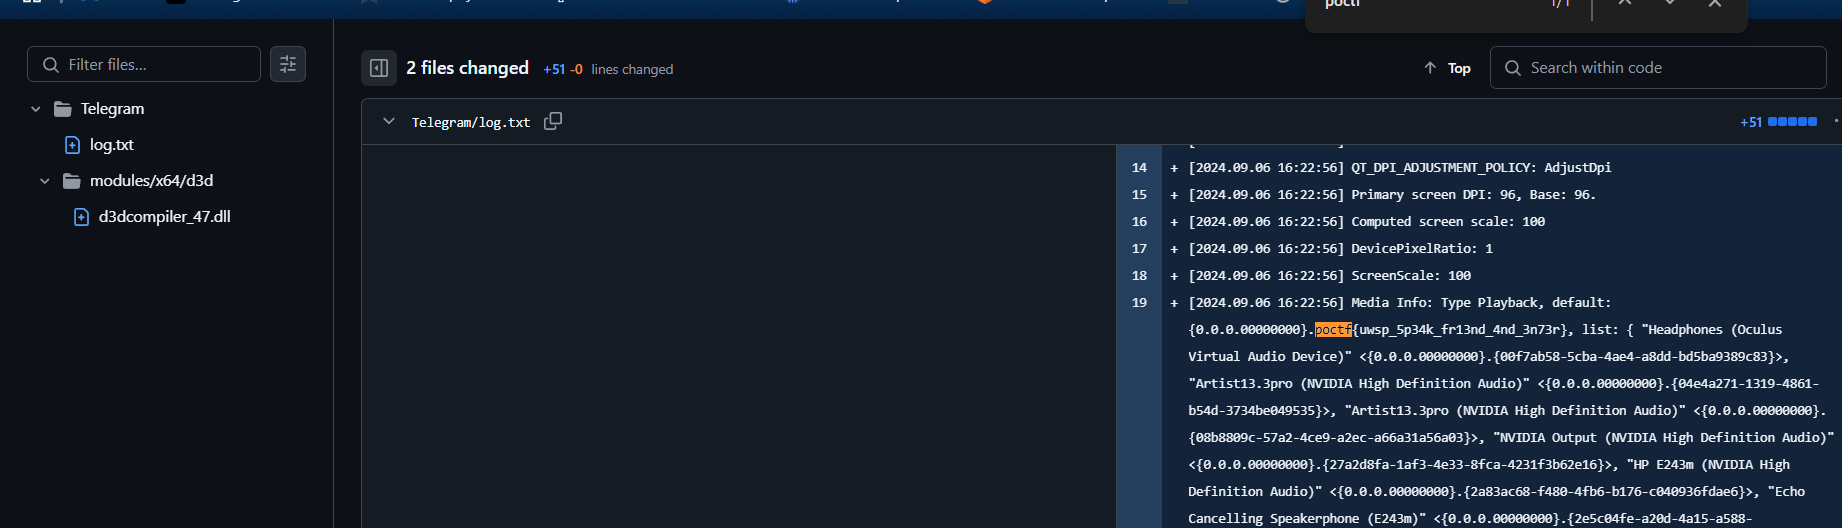 poctf 1/1
Filter files...
2 files changed +51 -0 lines changed
Top
Search within code
Telegram
log.txt
modules/x64/d3d
d3dcompiler_47.dll
Telegram/log.txt
+51
14 + [2024.09.06 16:22:56] QT_DPI_ADJUSTMENT_POLICY: AdjustDpi
15 + [2024.09.06 16:22:56] Primary screen DPI: 96, Base: 96.
16 + [2024.09.06 16:22:56] Computed screen scale: 100
17 + [2024.09.06 16:22:56] DevicePixelRatio: 1
18 + [2024.09.06 16:22:56] ScreenScale: 100
19 + [2024.09.06 16:22:56] Media Info: Type Playback, default:
{0.0.0.00000000}.poctf{uwsp_5p34k_fr13nd_4nd_3n73r}, list: { "Headphones (Oculus
Virtual Audio Device)" <{0.0.0.00000000}.{00f7ab58-5cba-4ae4-a8dd-bd5ba9389c83}>,
"Artist13.3pro (NVIDIA High Definition Audio)" <{0.0.0.00000000}.{04e4a271-1319-4861-
b54d-3734be049535}>, "Artist13.3pro (NVIDIA High Definition Audio)" <{0.0.0.00000000}.
{08b8809c-57a2-4ce9-a2ec-a66a31a56a03}>, "NVIDIA Output (NVIDIA High Definition Audio)"
<{0.0.0.00000000}.{27a2d8fa-1af3-4e33-8fca-4231f3b62e16}>, "HP E243m (NVIDIA High
Definition Audio)" <{0.0.0.00000000}.{2a83ac68-f480-4fb6-b176-c040936fdae6}>, "Echo
Cancelling Speakerphone (E243m)" <{0.0.0.00000000}.{2e5c04fe-a20d-4a15-a588-